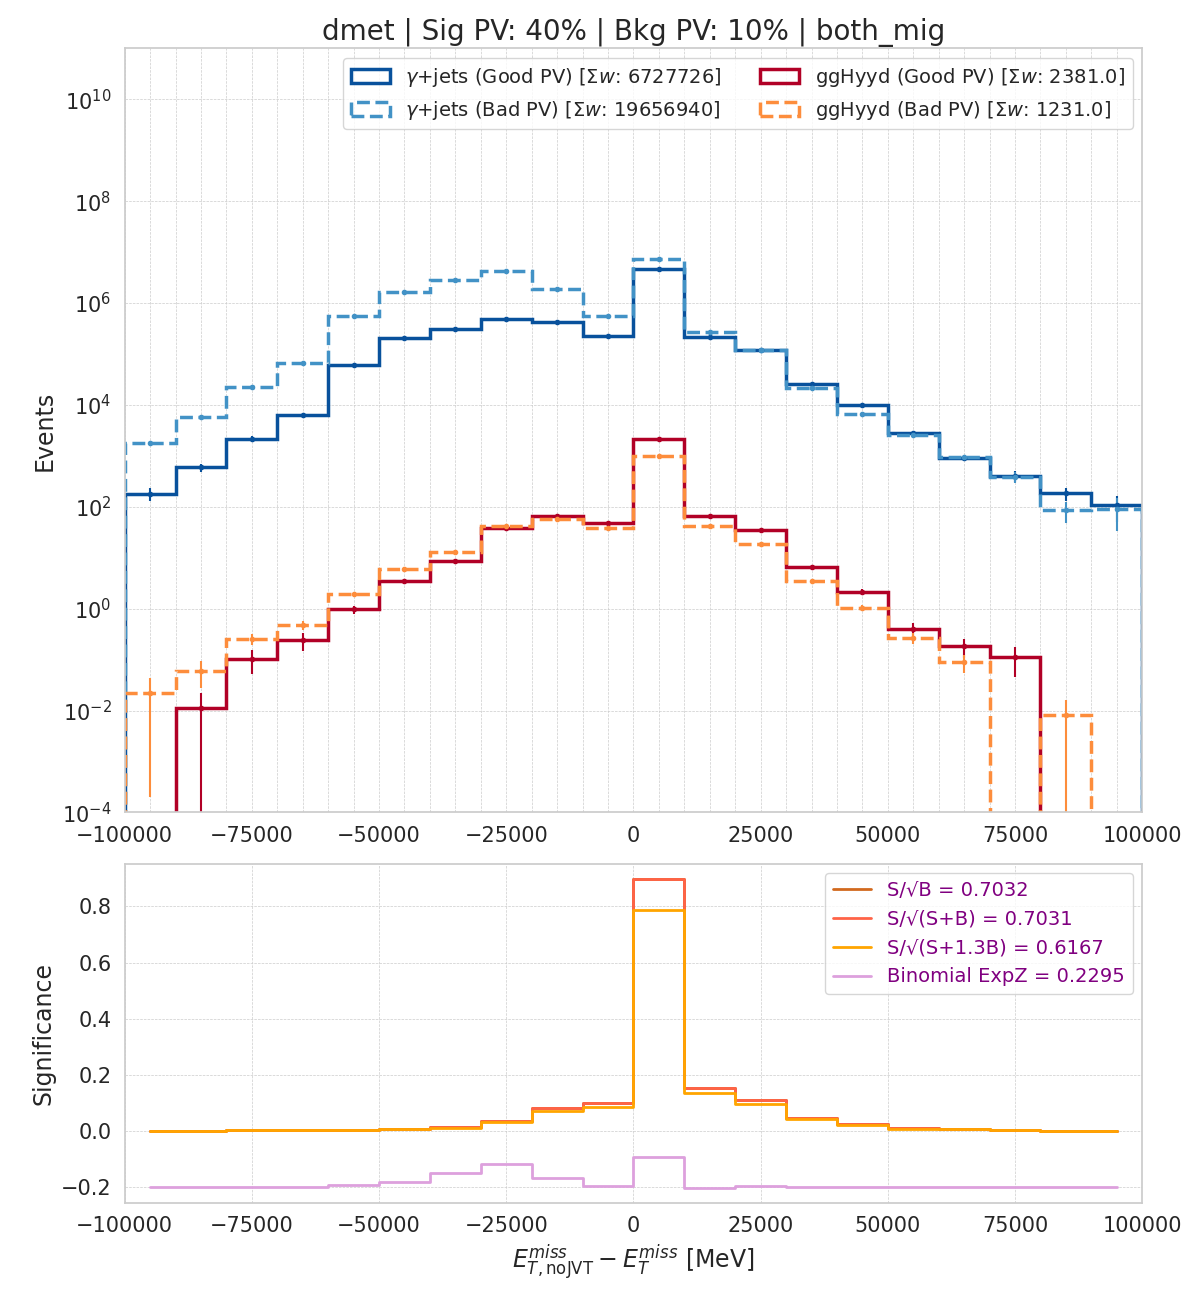 dmet | Sig PV: 40% | Bkg PV: 10% | both_mig
γ+jets (Good PV) [Σw: 6727726]
γ+jets (Bad PV) [Σw: 19656940]
ggHyyd (Good PV) [Σw: 2381.0]
ggHyyd (Bad PV) [Σw: 1231.0]
Events
10^10
10^8
10^6
10^4
10^2
10^0
10^−2
10^−4
−100000 −75000 −50000 −25000 0 25000 50000 75000 100000
S/√B = 0.7032
S/√(S+B) = 0.7031
S/√(S+1.3B) = 0.6167
Binomial ExpZ = 0.2295
Significance
0.8
0.6
0.4
0.2
0.0
−0.2
−100000 −75000 −50000 −25000 0 25000 50000 75000 100000
E_{T,noJVT}^{miss} − E_T^{miss} [MeV]